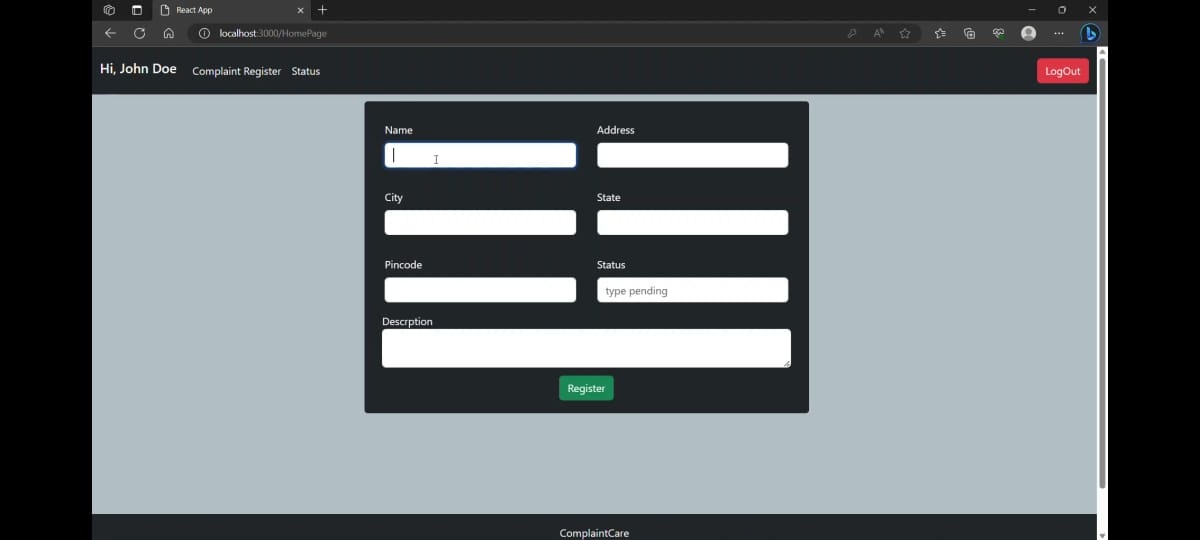 React App
localhost:3000/HomePage
Hi, John Doe Complaint Register Status LogOut
Name Address
City State
Pincode Status
type pending
Descrption
Register
ComplaintCare